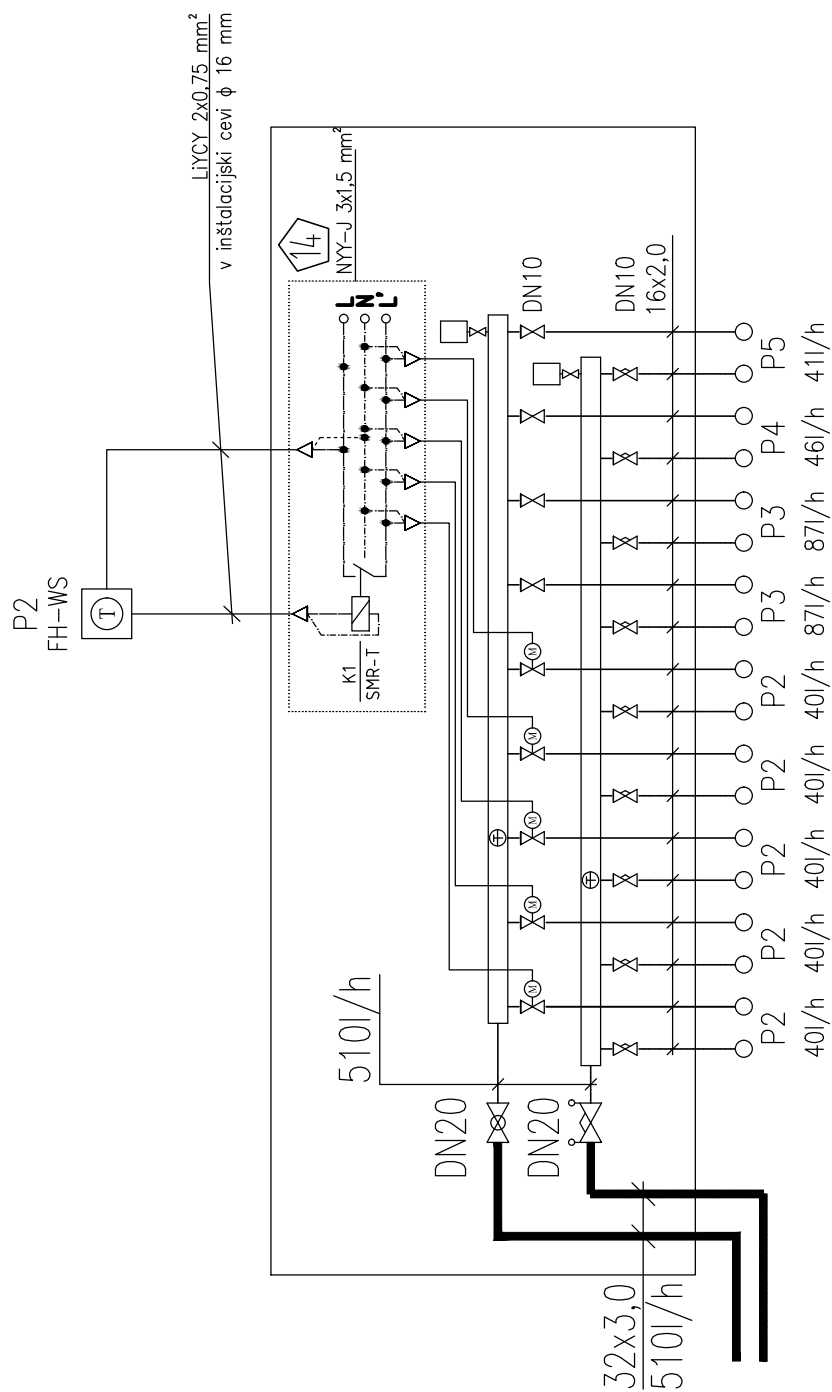 P2
FH-WS
T
LiYCY 2x0,75 mm²
v inštalacijski cevi ϕ 16 mm
14
NYY-J 3x1,5 mm²
L
N
L'
K1
SMR-T
510l/h
DN20
DN20
32x3,0
510l/h
DN10
DN10
16x2,0
M
M
M
M
M
T
T
P2
40l/h
P2
40l/h
P2
40l/h
P2
40l/h
P2
40l/h
P3
87l/h
P3
87l/h
P4
46l/h
P5
41l/h